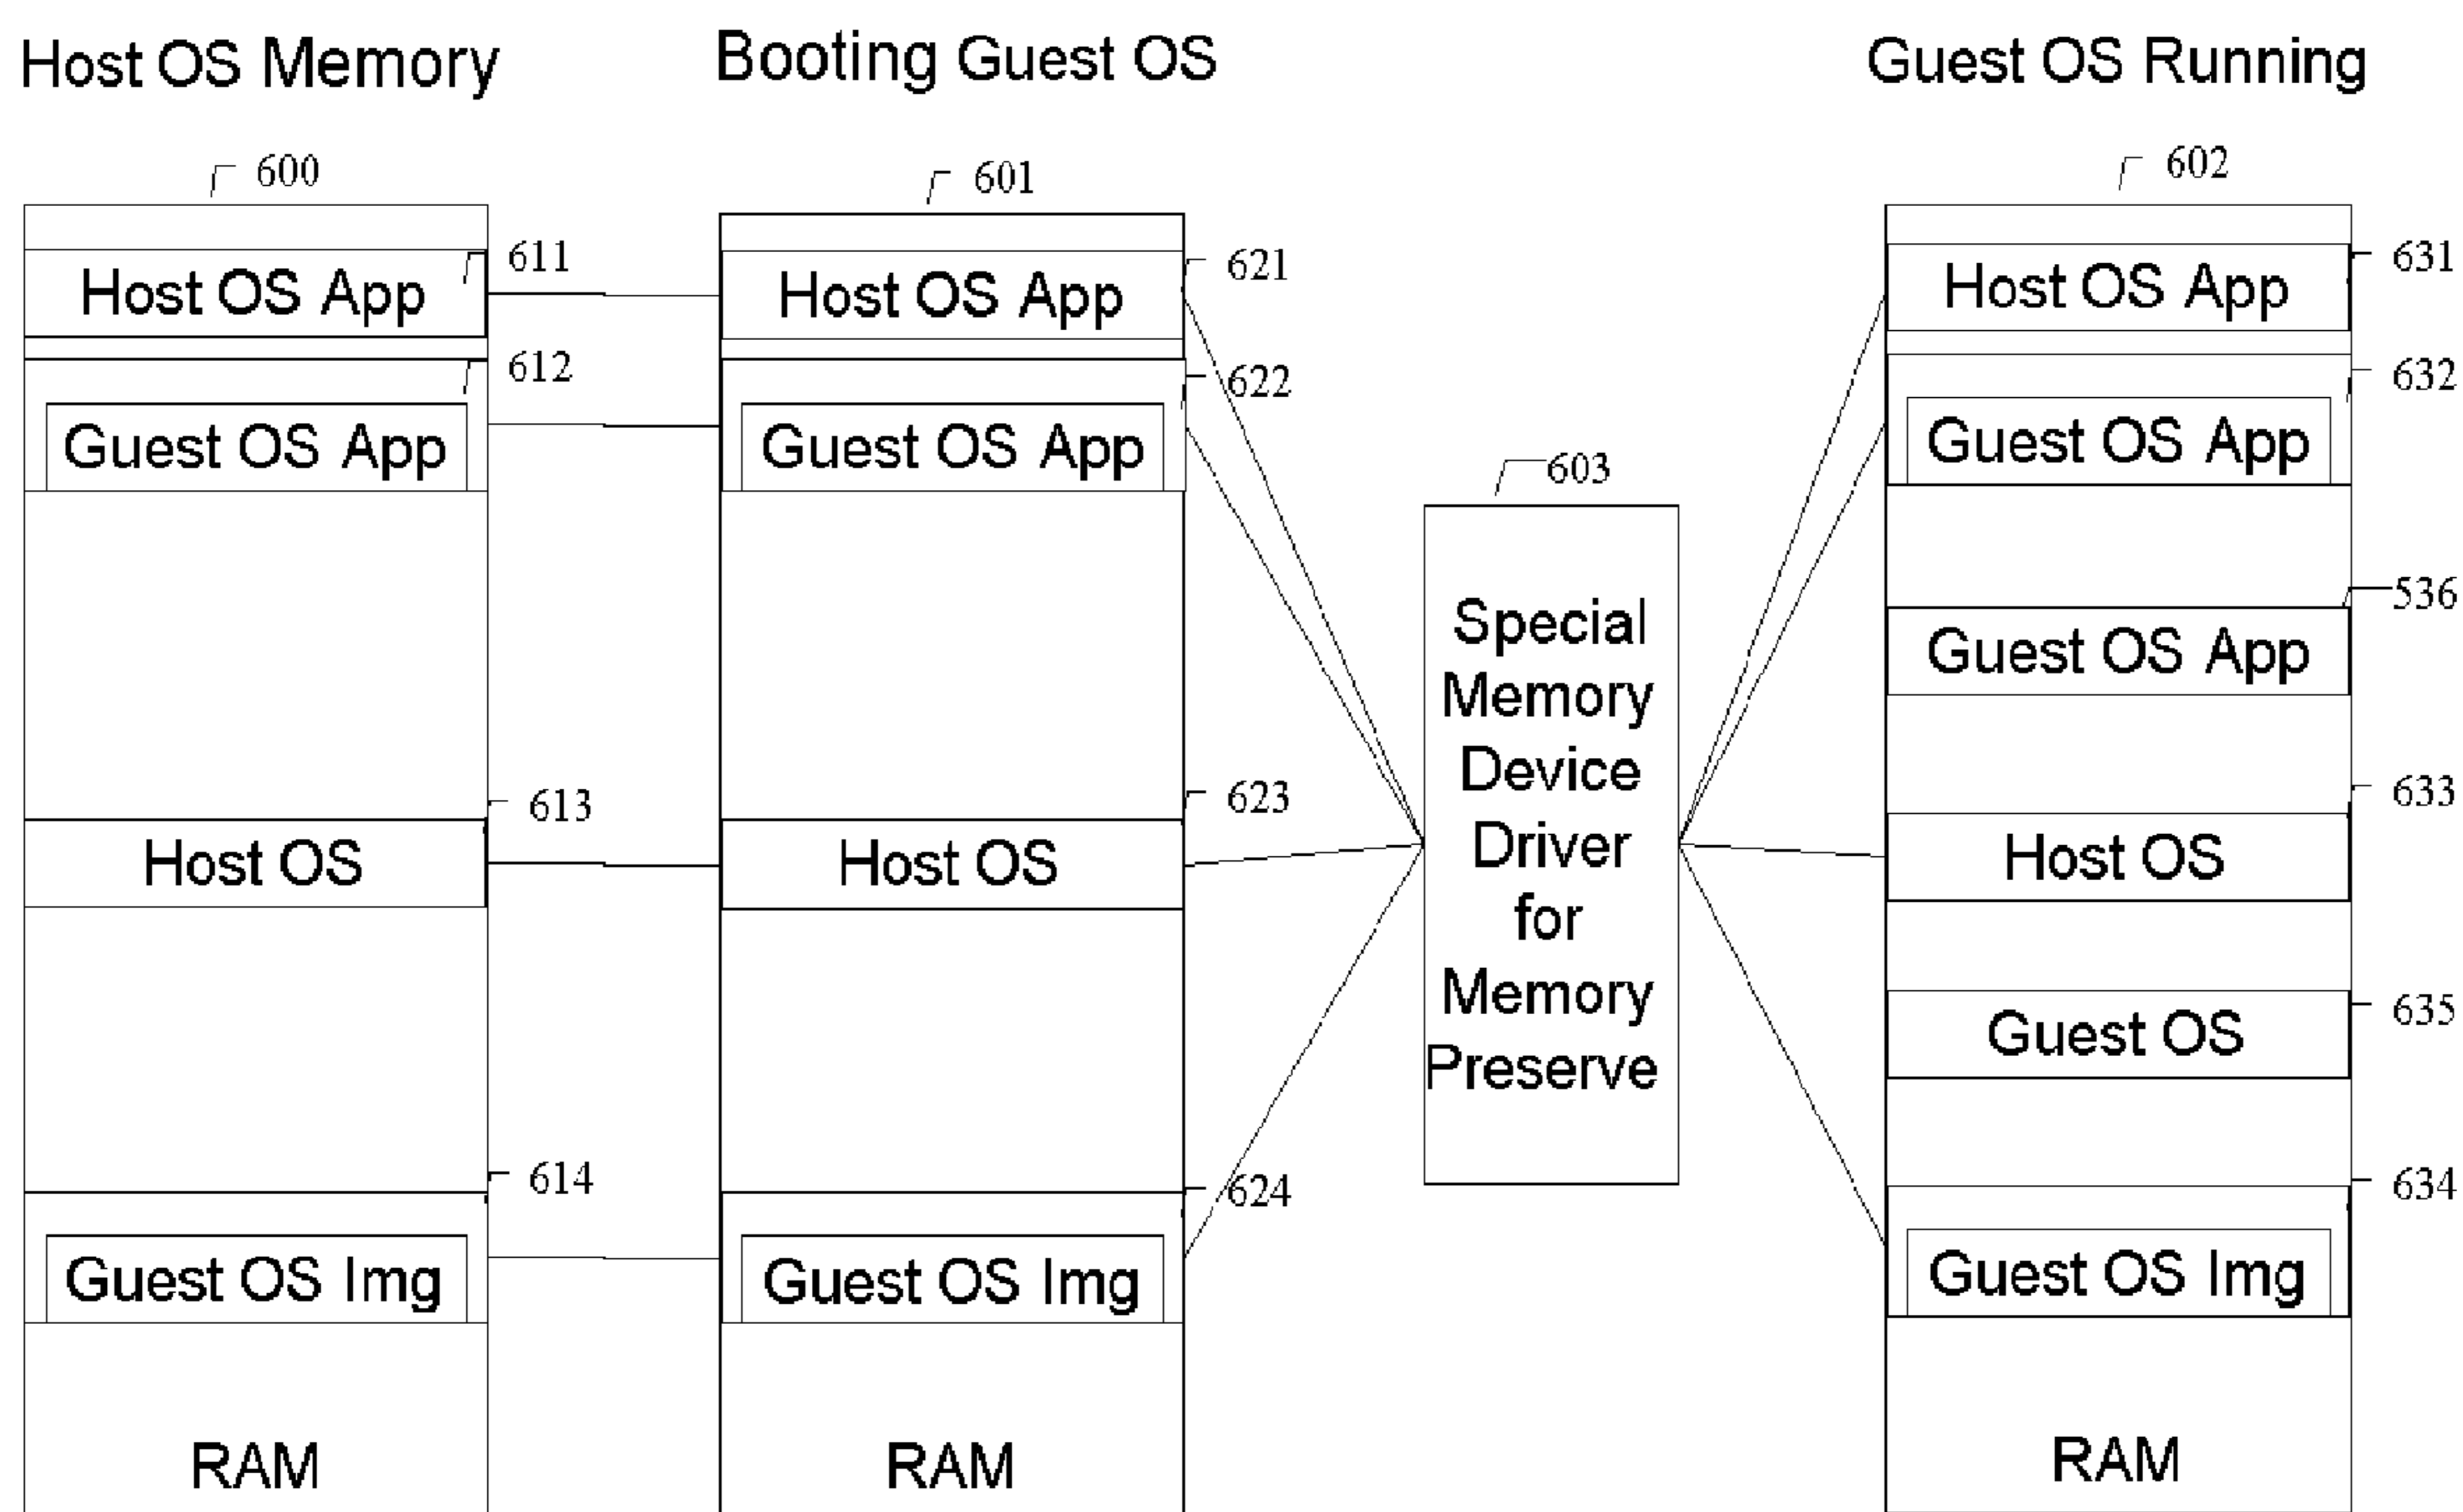 Host OS Memory
Booting Guest OS
Guest OS Running
600
601
602
Host OS App
611
Host OS App
621
Host OS App
631
612
622
632
Guest OS App
Guest OS App
Guest OS App
603
Special
Memory
Device
Driver
for
Memory
Preserve
536
Guest OS App
613
623
633
Host OS
Host OS
Host OS
635
Guest OS
614
624
634
Guest OS Img
Guest OS Img
Guest OS Img
RAM
RAM
RAM